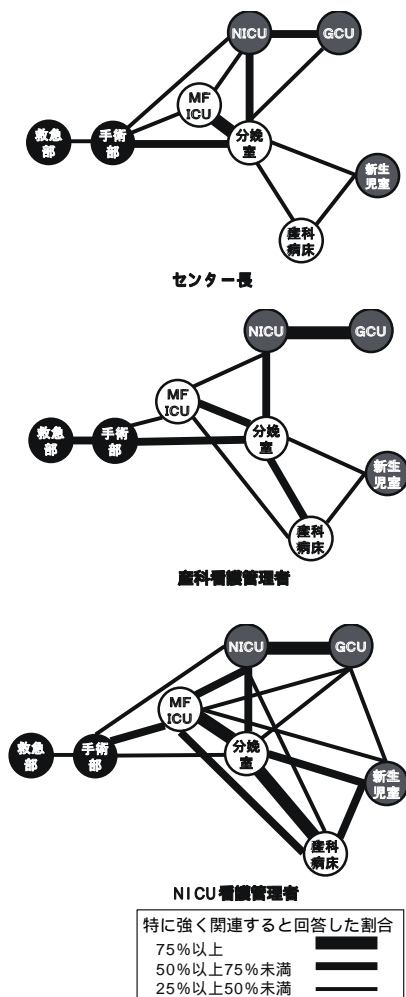 NICU
GCU
MF
ICU
救急
部
手術
部
分娩
室
新生
児室
産科
病床
センター長
NICU
GCU
MF
ICU
救急
部
手術
部
分娩
室
新生
児室
産科
病床
産科看護管理者
NICU
GCU
MF
ICU
救急
部
手術
部
分娩
室
新生
児室
産科
病床
NICU看護管理者
特に強く関連すると回答した割合
75%以上
50%以上75%未満
25%以上50%未満